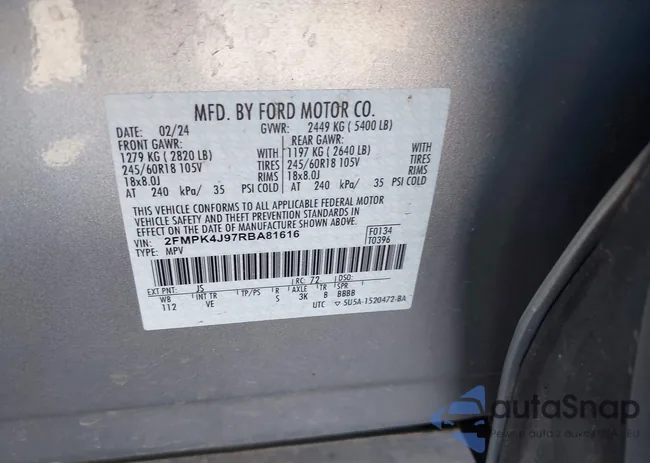 MFD. BY FORD MOTOR CO.
DATE: 02/24 GVWR: 2449 KG ( 5400 LB)
FRONT GAWR: REAR GAWR:
1279 KG ( 2820 LB) WITH 1197 KG ( 2640 LB) WITH
245/60R18 105V TIRES 245/60R18 105V TIRES
18x8.0J RIMS 18x8.0J RIMS
AT 240 kPa/ 35 PSI COLD AT 240 kPa/ 35 PSI COLD
THIS VEHICLE CONFORMS TO ALL APPLICABLE FEDERAL MOTOR
VEHICLE SAFETY AND THEFT PREVENTION STANDARDS IN
EFFECT ON THE DATE OF MANUFACTURE SHOWN ABOVE.
VIN: 2FMPK4J97RBA81616 F0134
TYPE: MPV T0396
EXT PNT: JS RC: 72 DSO:
WB INT TR TP/PS R AXLE TR SPR
112 VE S 3K 8 BBBB
UTC 5U5A-1520472-BA
autoSnap